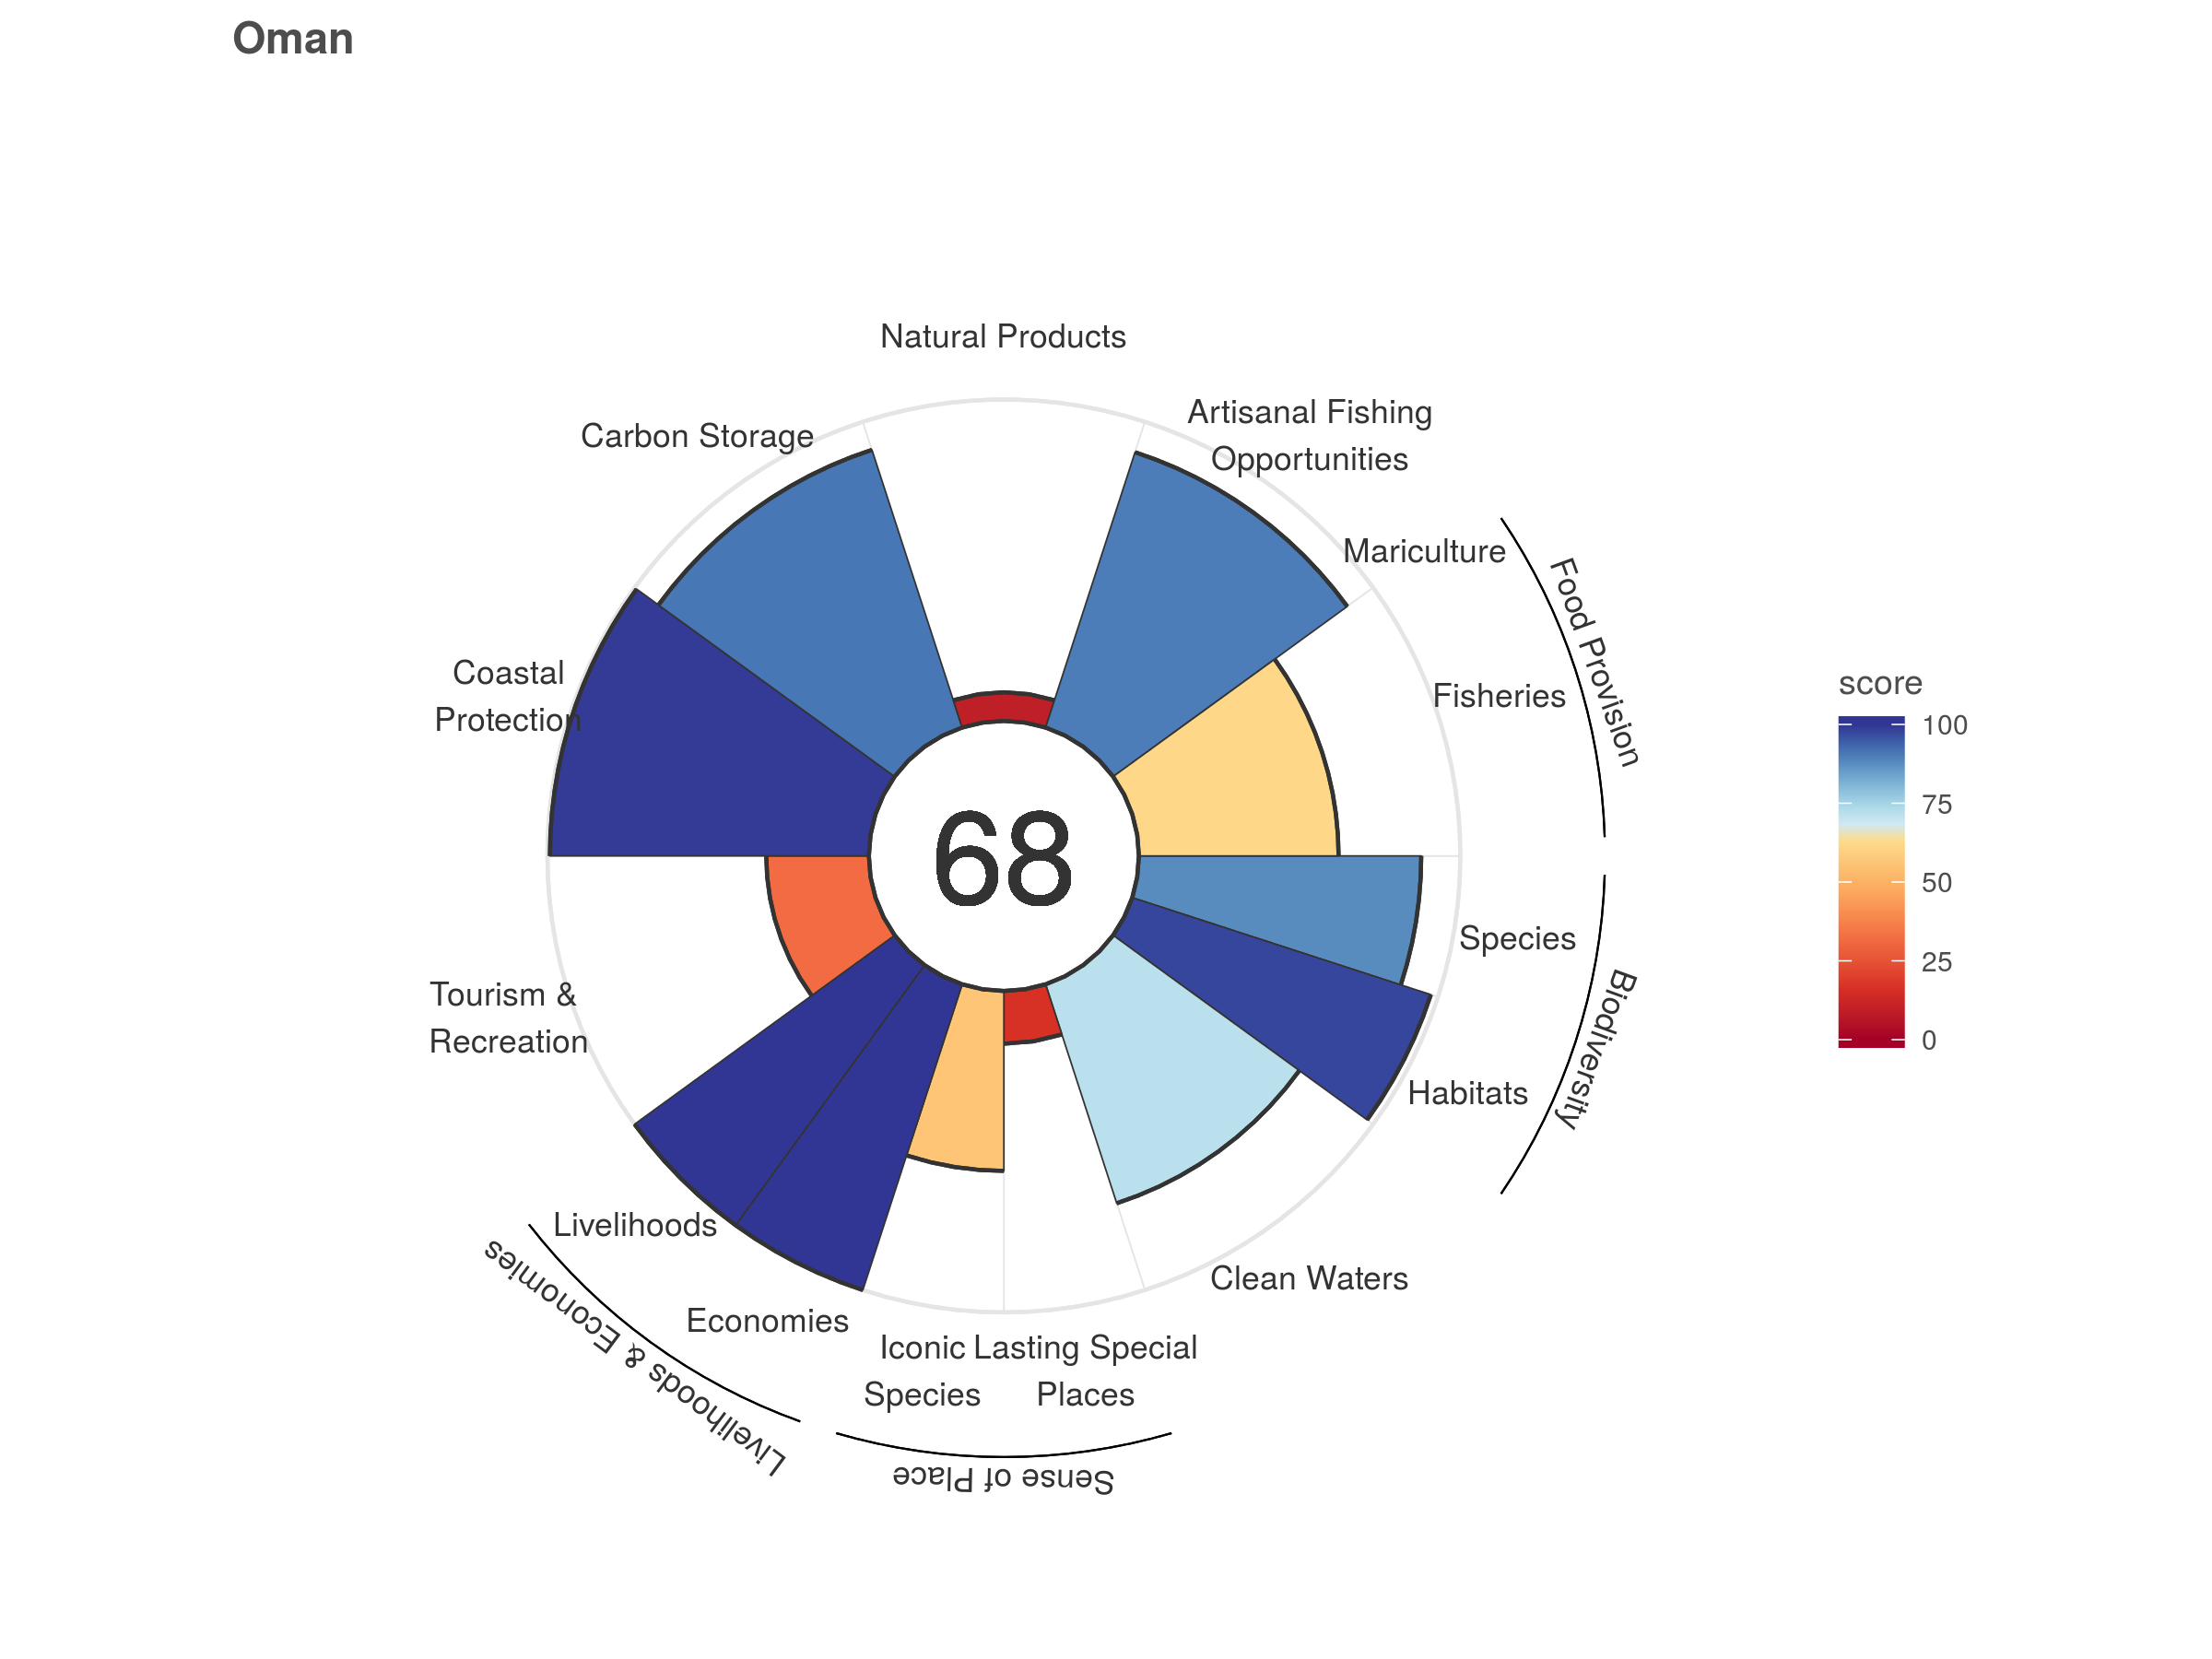 Oman
Natural Products
Artisanal Fishing
Opportunities
Carbon Storage
Mariculture
Food Provision
Fisheries
Coastal
Protection
68
score
100
75
50
25
0
Species
Biodiversity
Habitats
Tourism &
Recreation
Livelihoods
Livelihoods & Economies
Economies
Clean Waters
Iconic
Species
Lasting Special
Places
Sense of Place